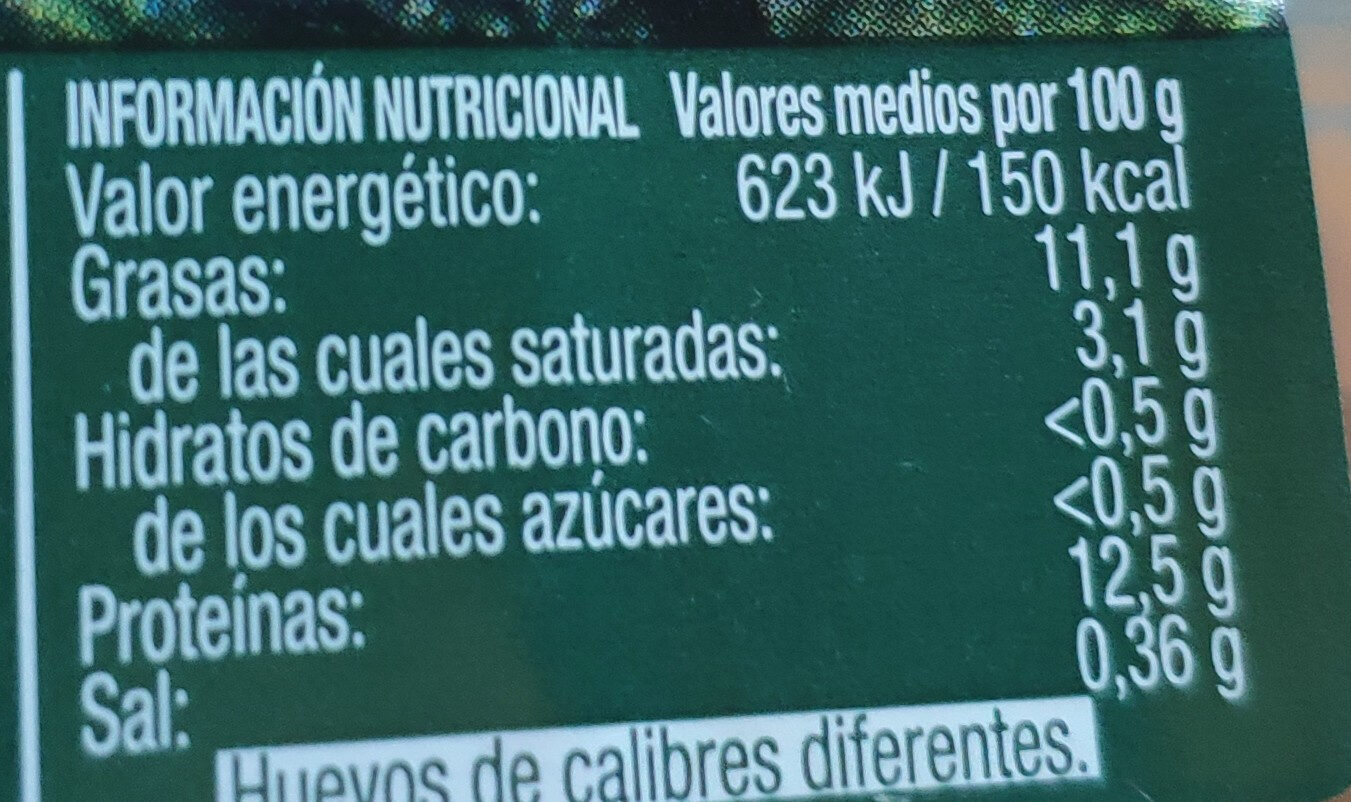 INFORMACIÓN NUTRICIONAL Valores medios por 100 g
Valor energético: 623 kJ / 150 kcal
Grasas: 11,1 g
de las cuales saturadas: 3,1 g
Hidratos de carbono: <0,5 g
de los cuales azúcares: <0,5 g
Proteínas: 12,5 g
Sal: 0,36 g
Huevos de calibres diferentes.